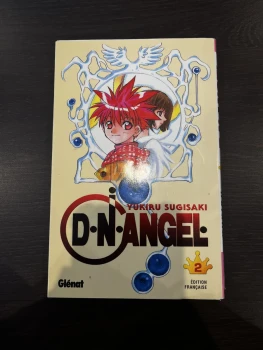 YUKIRU SUGISAKI
D·N·ANGEL·
2
ÉDITION
FRANÇAISE
Glénat